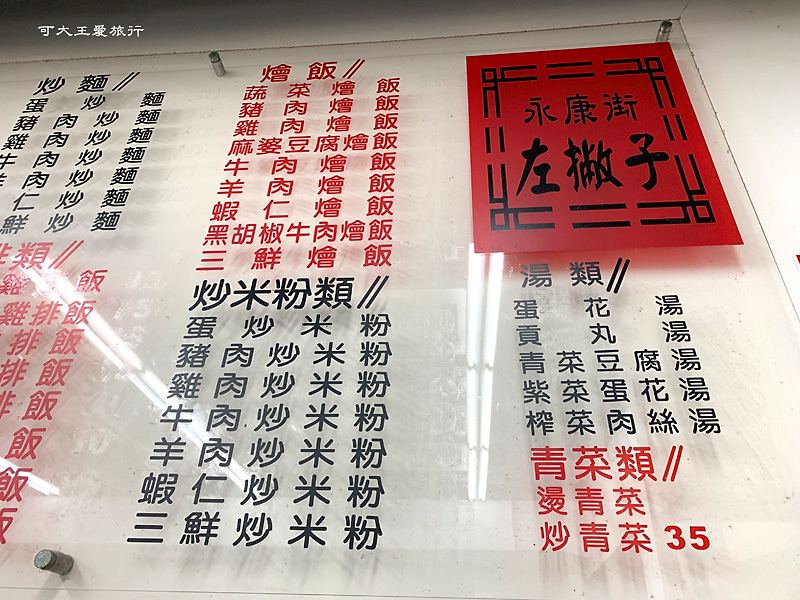 可大王愛旅行
炒麵//
蛋炒麵
豬肉炒麵
雞肉炒麵
牛肉炒麵
羊肉炒麵
仁炒麵
鮮炒麵
排類//
雞排飯
雞排飯
排飯
排飯
排飯
飯
飯
飯
燴飯//
蔬菜燴飯
豬肉燴飯
雞肉燴飯
麻婆豆腐燴飯
牛肉燴飯
羊肉燴飯
蝦仁燴飯
黑胡椒牛肉燴飯
三鮮燴飯
炒米粉類//
蛋炒米粉
豬肉炒米粉
雞肉炒米粉
牛肉炒米粉
羊肉炒米粉
蝦仁炒米粉
三鮮炒米粉
永康街
左撇子
湯類//
蛋花湯
貢丸湯
青菜豆腐湯
紫菜蛋花湯
榨菜肉絲湯
青菜類//
燙青菜
炒青菜 35